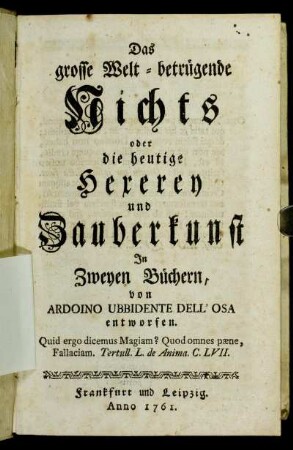 Das
grosse Welt-betrügende
Nichts
oder
die heutige
Hexerey
und
Zauberkunst
In
Zweyen Büchern,
von
ARDOINO UBBIDENTE DELL' OSA
entworfen.
Quid ergo dicemus Magiam? Quod omnes pæne,
Fallaciam. Tertull. L. de Anima. C. LVII.
Franckfurt und Leipzig.
Anno 1761.